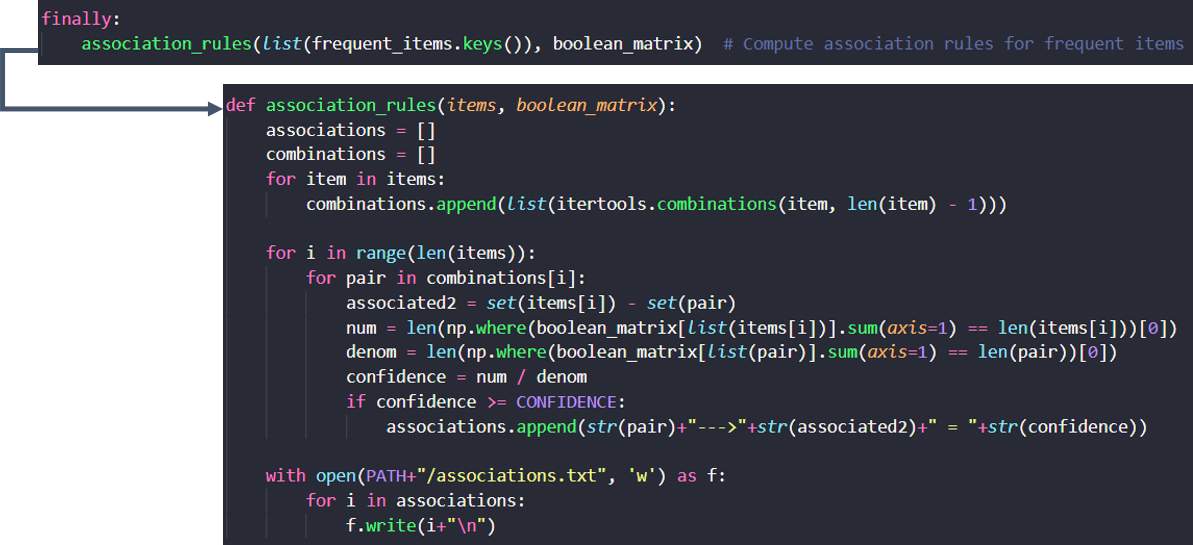 finally:
    association_rules(list(frequent_items.keys()), boolean_matrix)  # Compute association rules for frequent items
def association_rules(items, boolean_matrix):
    associations = []
    combinations = []
    for item in items:
        combinations.append(list(itertools.combinations(item, len(item) - 1)))
    for i in range(len(items)):
        for pair in combinations[i]:
            associated2 = set(items[i]) - set(pair)
            num = len(np.where(boolean_matrix[list(items[i])].sum(axis=1) == len(items[i]))[0])
            denom = len(np.where(boolean_matrix[list(pair)].sum(axis=1) == len(pair))[0])
            confidence = num / denom
            if confidence >= CONFIDENCE:
                associations.append(str(pair)+"--->"+str(associated2)+" = "+str(confidence))
    with open(PATH+"/associations.txt", 'w') as f:
        for i in associations:
            f.write(i+"\n")